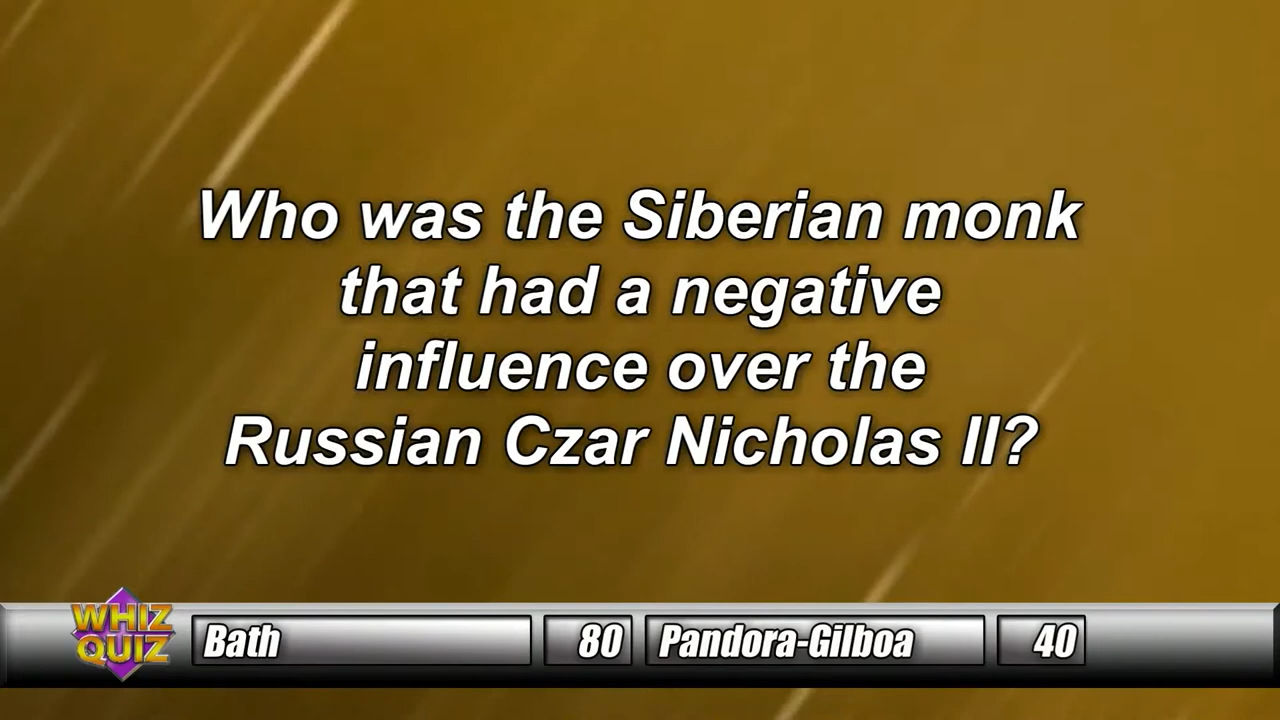 Who was the Siberian monk
that had a negative
influence over the
Russian Czar Nicholas II?
WHIZ
QUIZ
Bath 80 Pandora-Gilboa 40